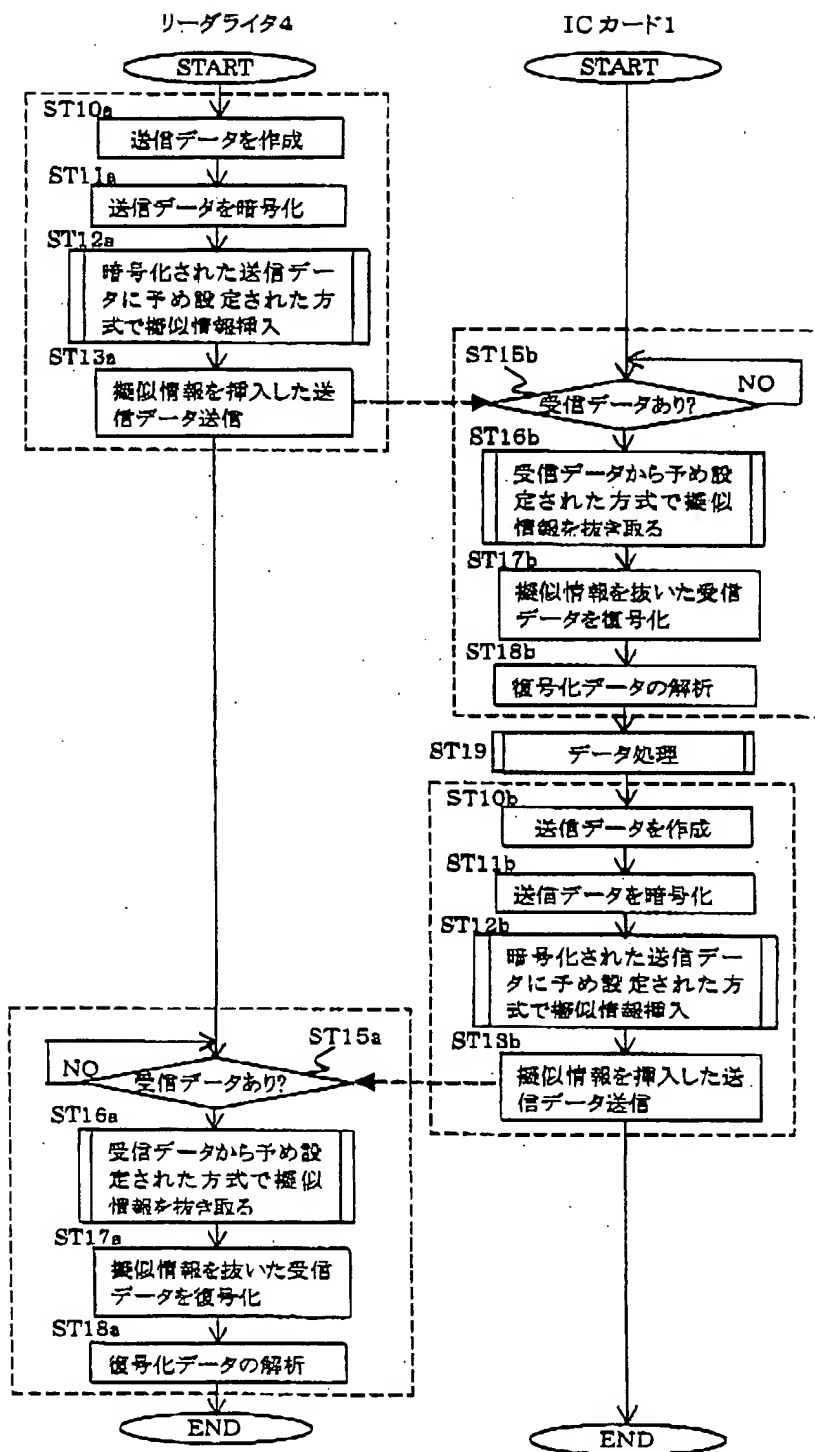 リーダライタ4
START
ST10a
送信データを作成
ST11a
送信データを暗号化
ST12a
暗号化された送信デー
タに予め設定された方
式で擬似情報挿入
ST13a
擬似情報を挿入した送
信データ送信
ICカード1
START
ST15b
受信データあり?
NO
ST16b
受信データから予め設
定された方式で擬似
情報を抜き取る
ST17b
擬似情報を抜いた受信
データを復号化
ST18b
復号化データの解析
ST19
データ処理
ST10b
送信データを作成
ST11b
送信データを暗号化
ST12b
暗号化された送信デー
タに予め設定された方
式で擬似情報挿入
ST13b
擬似情報を挿入した送
信データ送信
END
ST15a
NO
受信データあり?
ST16a
受信データから予め設
定された方式で擬似
情報を抜き取る
ST17a
擬似情報を抜いた受信
データを復号化
ST18a
復号化データの解析
END